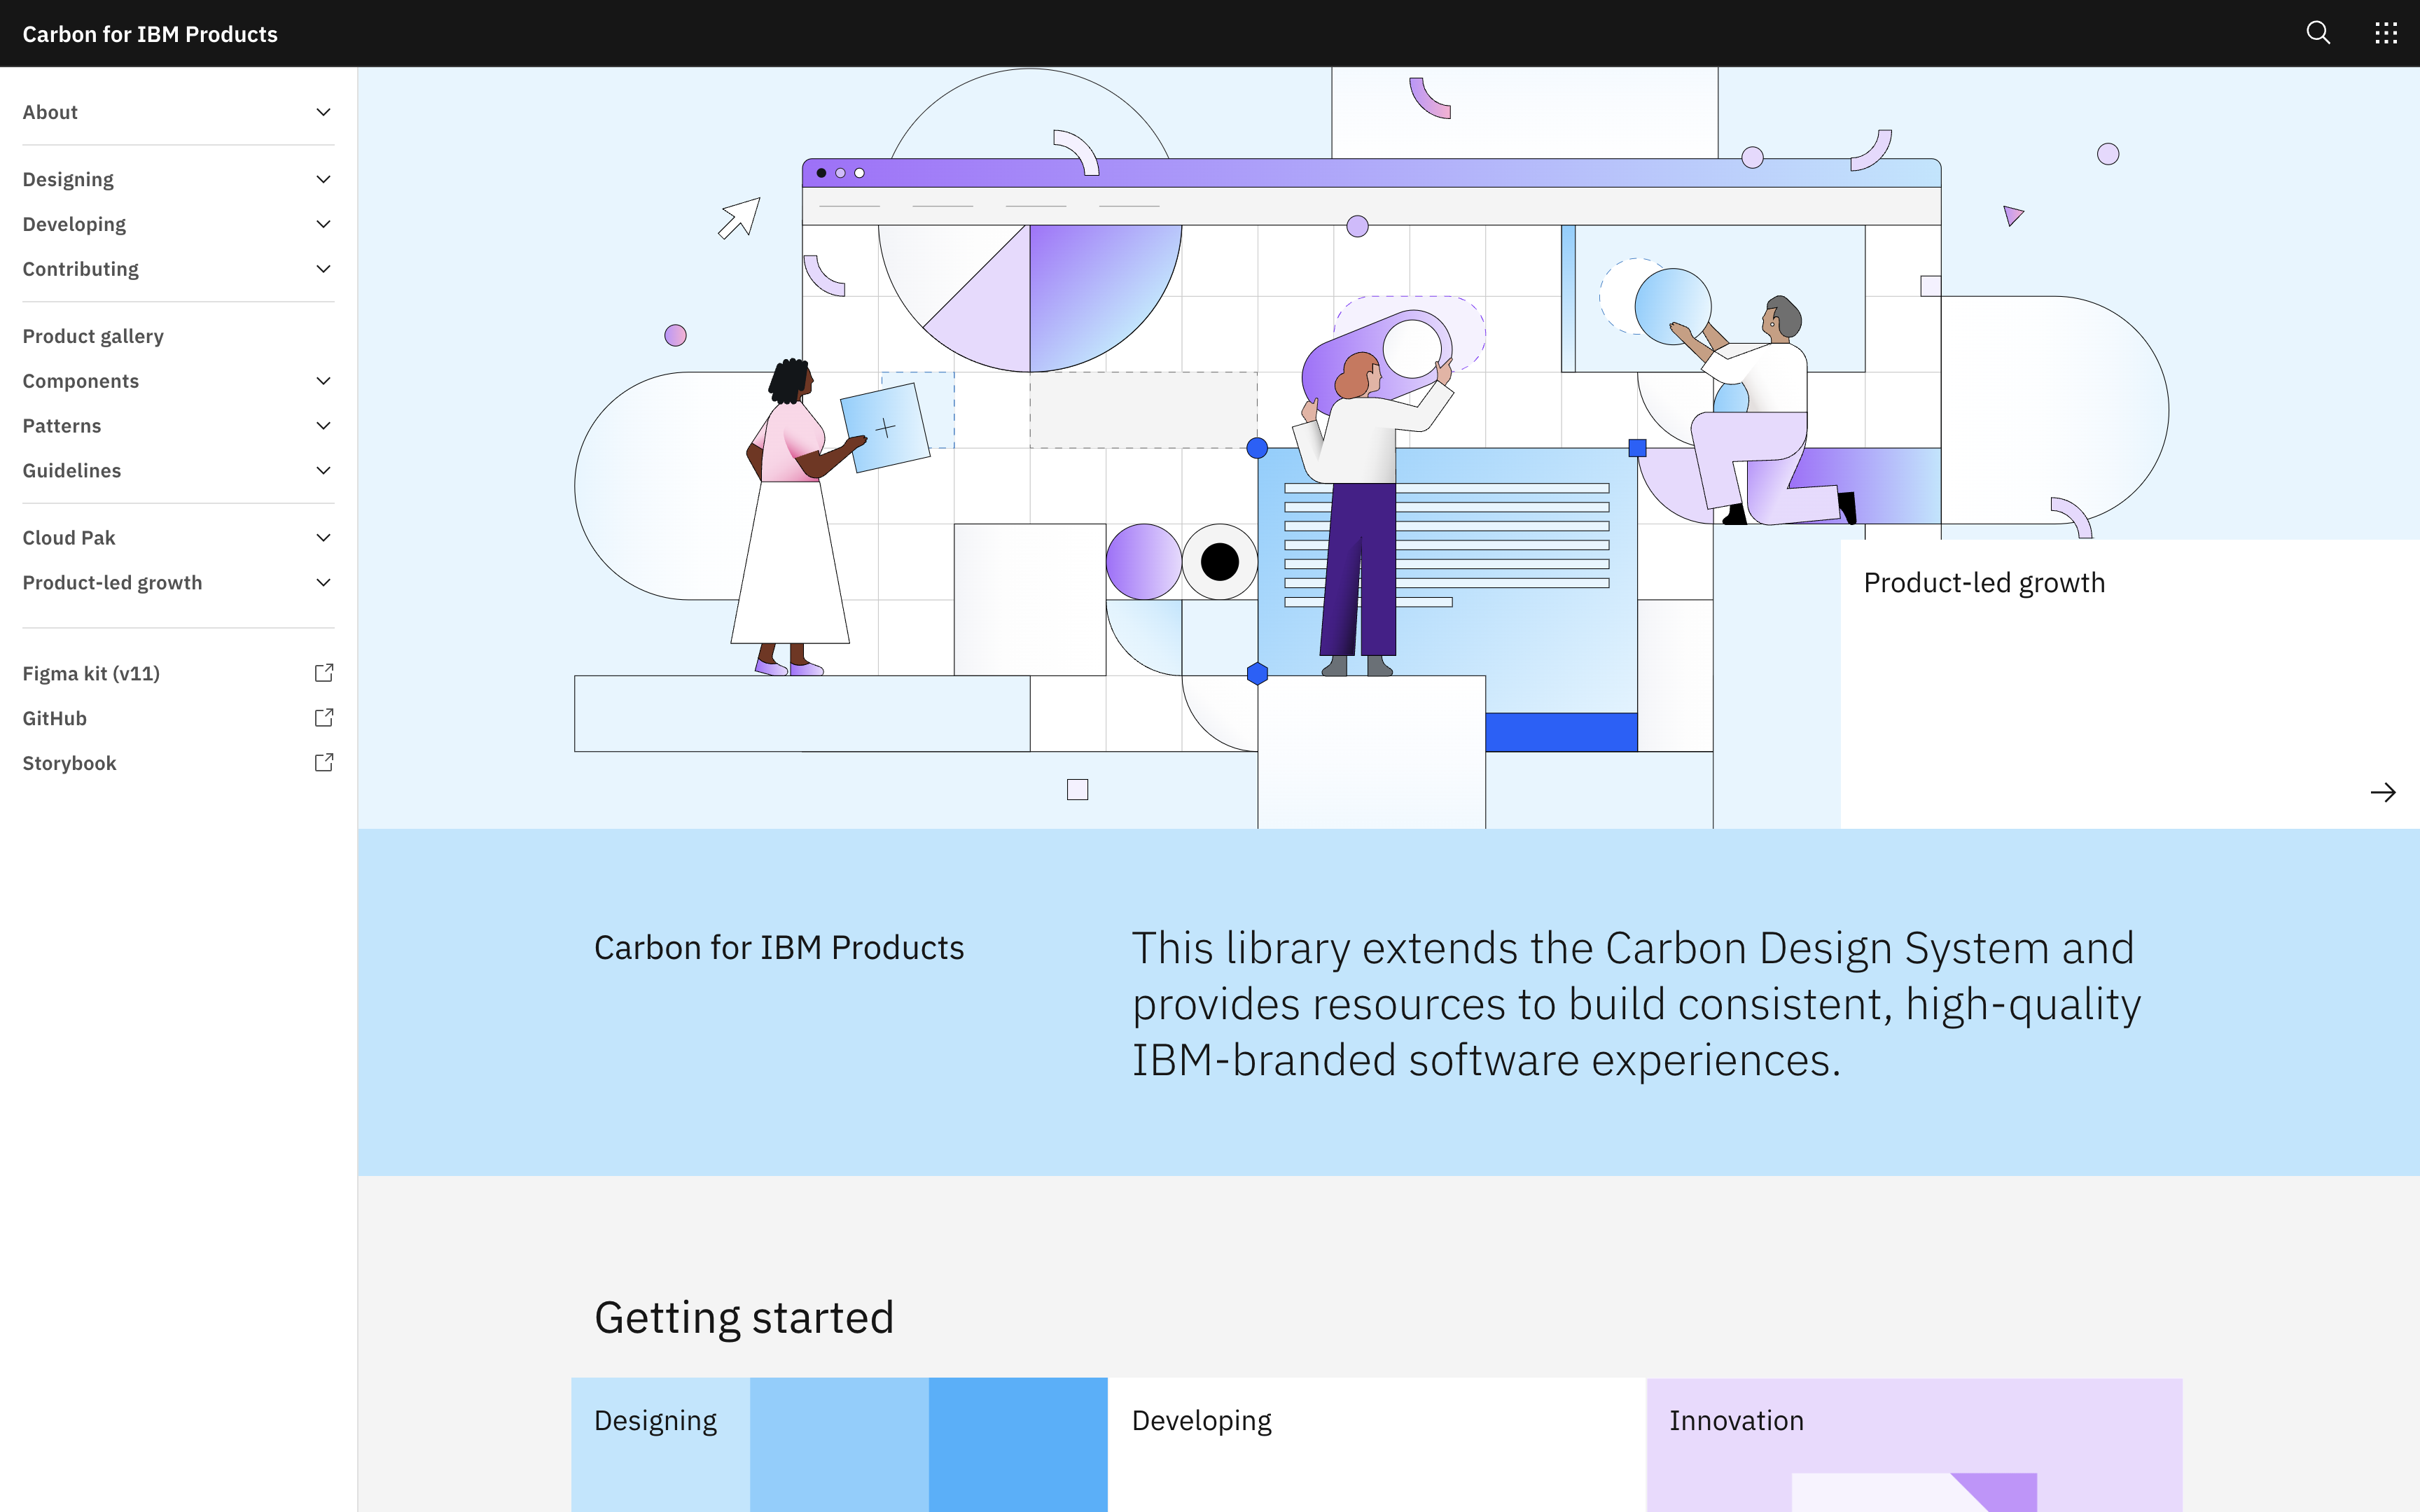 Carbon for IBM Products
About
Designing
Developing
Contributing
Product gallery
Components
Patterns
Guidelines
Cloud Pak
Product-led growth
Figma kit (v11)
GitHub
Storybook
Product-led growth
Carbon for IBM Products
This library extends the Carbon Design System and
provides resources to build consistent, high-quality
IBM-branded software experiences.
Getting started
Designing
Developing
Innovation